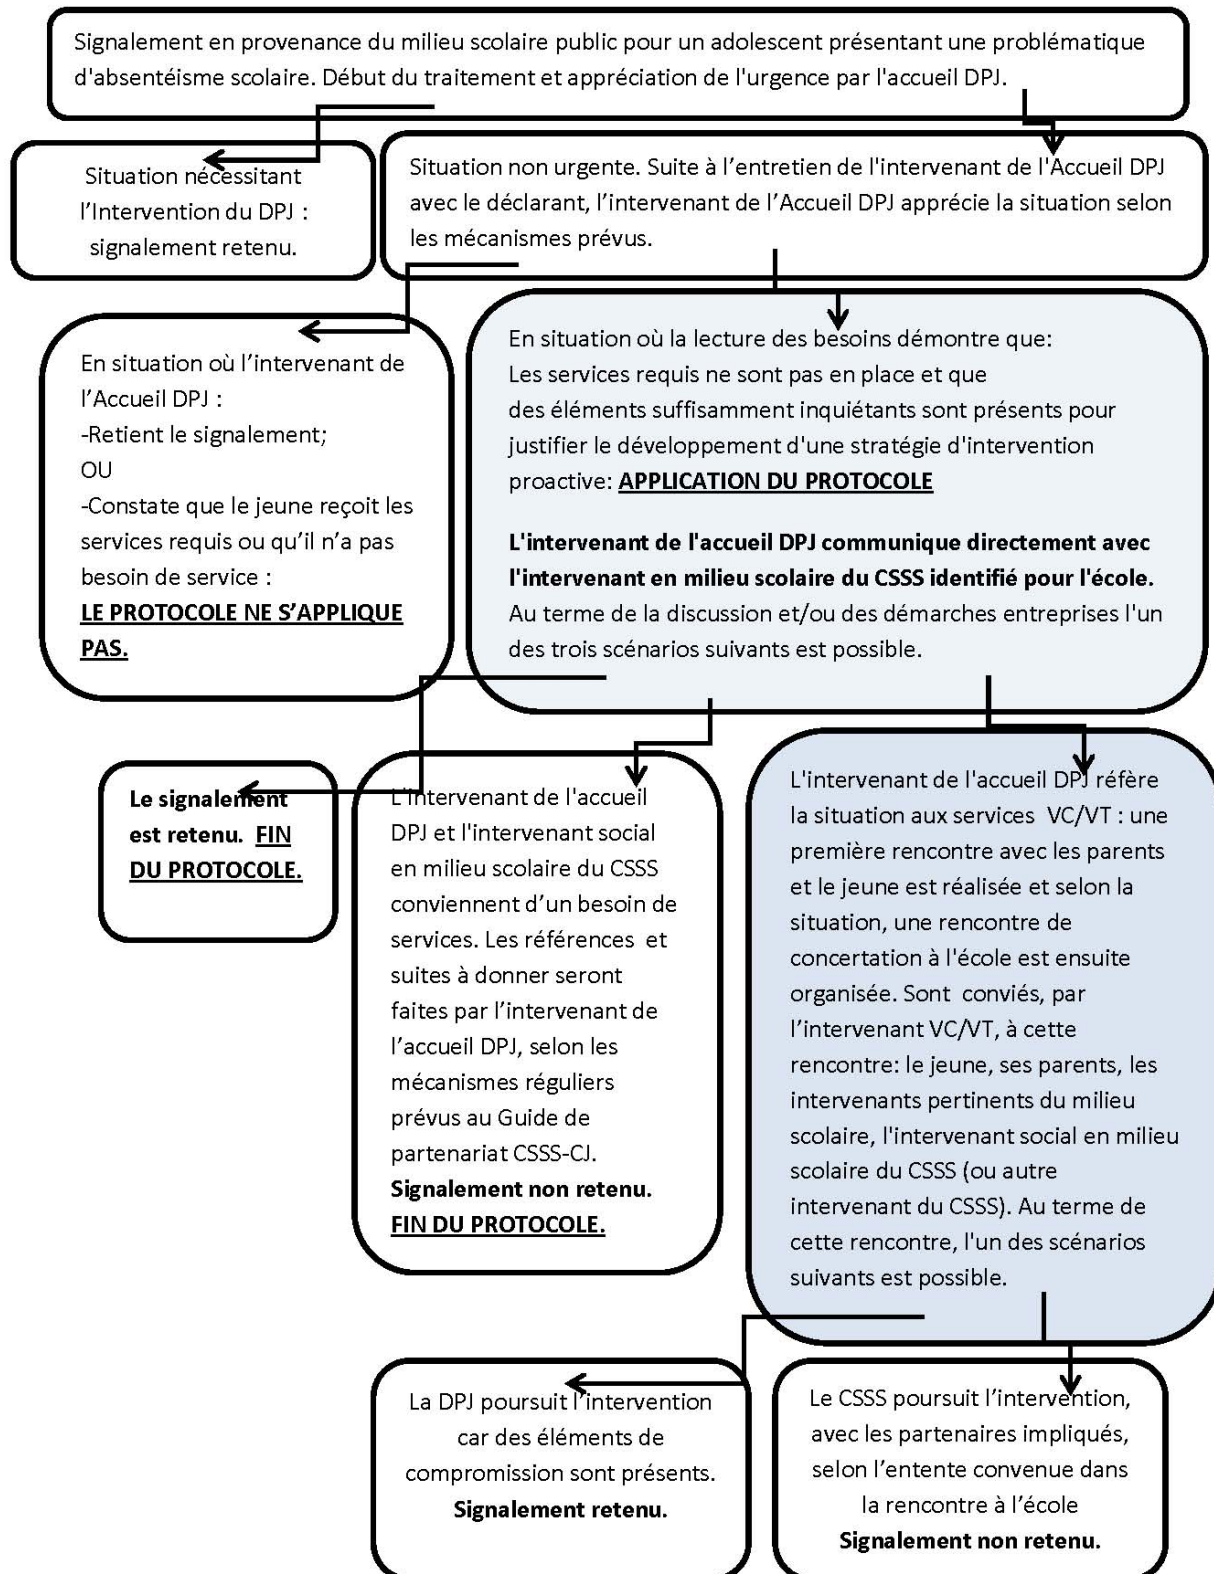 Signalement en provenance du milieu scolaire public pour un adolescent présentant une problématique
d'absentéisme scolaire. Début du traitement et appréciation de l'urgence par l'accueil DPJ.
Situation nécessitant
l'Intervention du DPJ :
signalement retenu.
Situation non urgente. Suite à l'entretien de l'intervenant de l'Accueil DPJ
avec le déclarant, l'intervenant de l'Accueil DPJ apprécie la situation selon
les mécanismes prévus.
En situation où l'intervenant de
l'Accueil DPJ :
-Retient le signalement;
OU
-Constate que le jeune reçoit les
services requis ou qu'il n'a pas
besoin de service :
LE PROTOCOLE NE S'APPLIQUE
PAS.
En situation où la lecture des besoins démontre que:
Les services requis ne sont pas en place et que
des éléments suffisamment inquiétants sont présents pour
justifier le développement d'une stratégie d'intervention
proactive: APPLICATION DU PROTOCOLE
L'intervenant de l'accueil DPJ communique directement avec
l'intervenant en milieu scolaire du CSSS identifié pour l'école.
Au terme de la discussion et/ou des démarches entreprises l'un
des trois scénarios suivants est possible.
Le signalement
est retenu. FIN
DU PROTOCOLE.
L'intervenant de l'accueil
DPJ et l'intervenant social
en milieu scolaire du CSSS
conviennent d'un besoin de
services. Les références et
suites à donner seront
faites par l'intervenant de
l'accueil DPJ, selon les
mécanismes réguliers
prévus au Guide de
partenariat CSSS-CJ.
Signalement non retenu.
FIN DU PROTOCOLE.
L'intervenant de l'accueil DPJ réfère
la situation aux services VC/VT : une
première rencontre avec les parents
et le jeune est réalisée et selon la
situation, une rencontre de
concertation à l'école est ensuite
organisée. Sont conviés, par
l'intervenant VC/VT, à cette
rencontre: le jeune, ses parents, les
intervenants pertinents du milieu
scolaire, l'intervenant social en milieu
scolaire du CSSS (ou autre
intervenant du CSSS). Au terme de
cette rencontre, l'un des scénarios
suivants est possible.
La DPJ poursuit l'intervention
car des éléments de
compromission sont présents.
Signalement retenu.
Le CSSS poursuit l'intervention,
avec les partenaires impliqués,
selon l'entente convenue dans
la rencontre à l'école
Signalement non retenu.